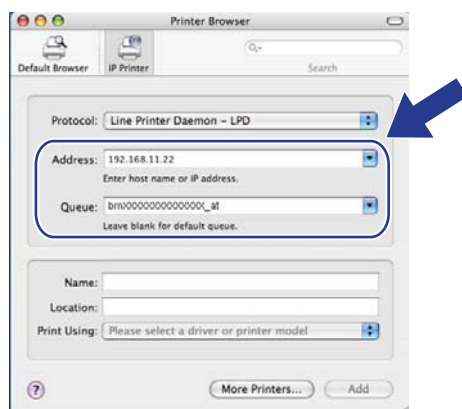 Printer Browser
Default Browser
IP Printer
Search
Protocol: Line Printer Daemon – LPD
Address: 192.168.11.22
Enter host name or IP address.
Queue: brnXXXXXXXXXXXX_at
Leave blank for default queue.
Name:
Location:
Print Using: Please select a driver or printer model
? More Printers... Add